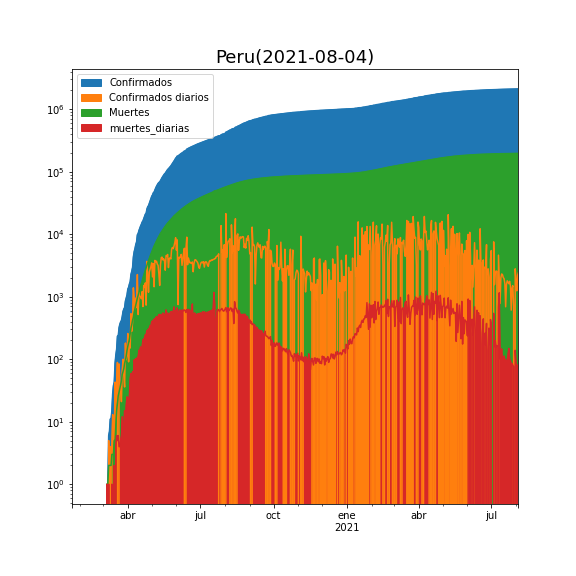 Peru(2021-08-04)
Confirmados
Confirmados diarios
Muertes
muertes_diarias
10⁶
10⁵
10⁴
10³
10²
10¹
10⁰
abr jul oct ene abr jul
2021